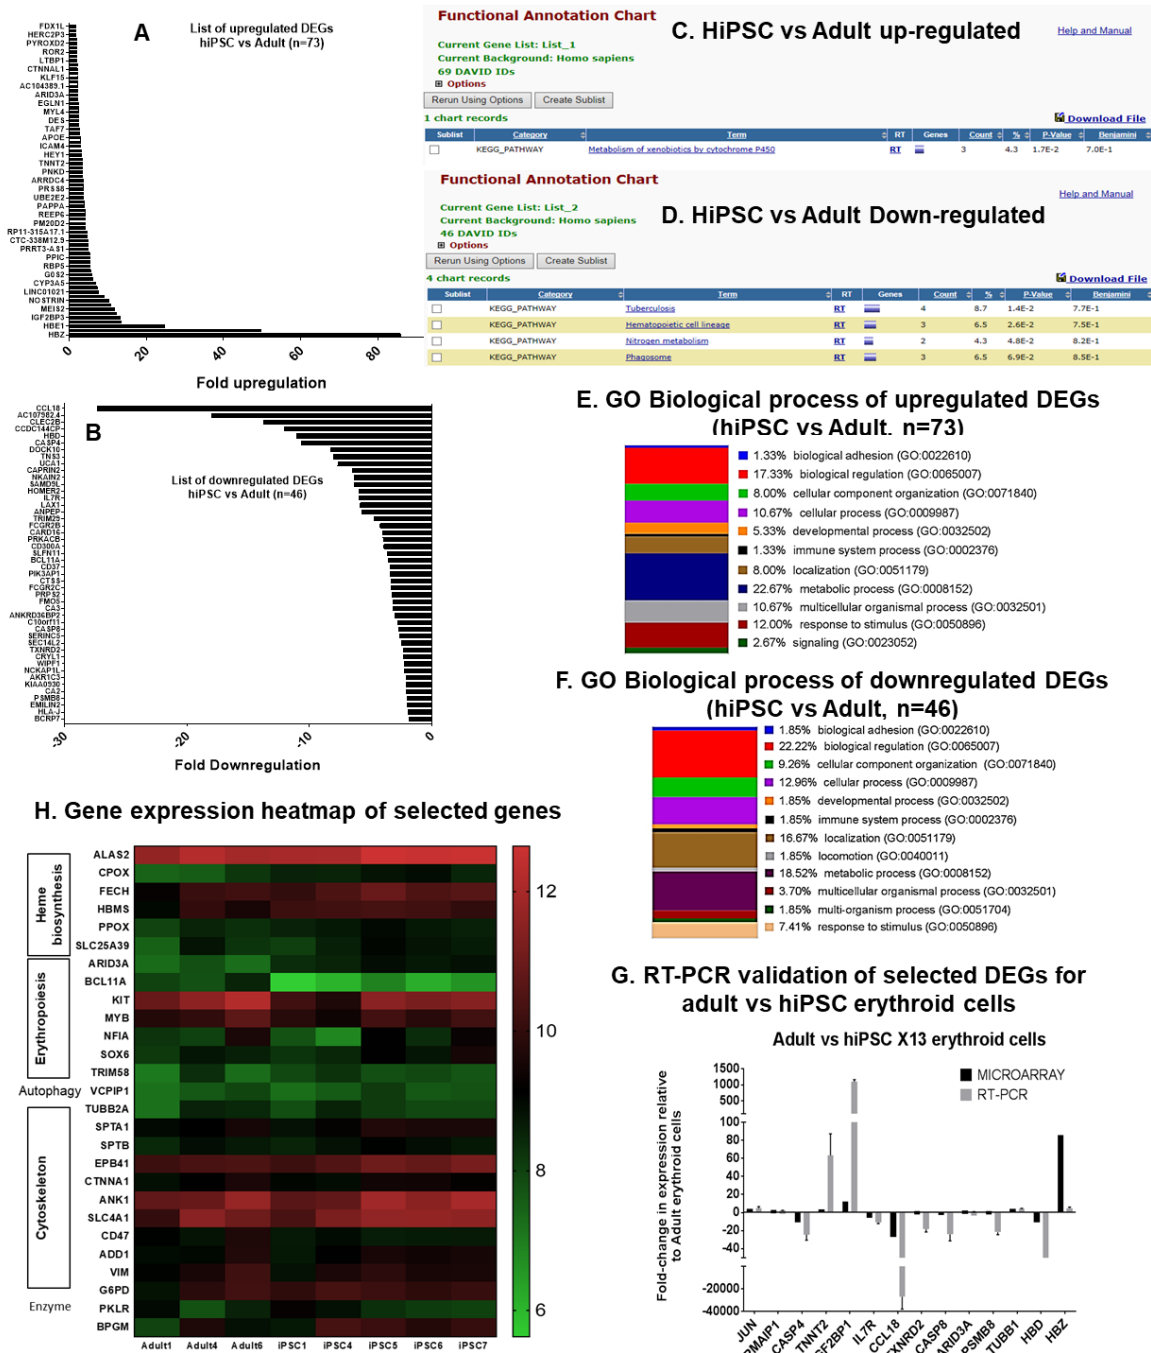 A
List of upregulated DEGs
hiPSC vs Adult (n=73)
FDX1L
HERC2P3
PYROXD2
ROR2
LTBP1
CTNNAL1
KLF15
AC104389.1
ARID3A
EGLN1
MYL4
DES
TAF7
APOE
ICAM4
HEY1
TNNT2
PNKD
ARRDC4
PRSS8
UBE2E2
PAPPA
REEP6
PM20D2
RP11-315A17.1
CTC-338M12.9
PRRT3-AS1
PPIC
RBP5
G0S2
CYP3A5
LINC01021
NOSTRIN
MEIS2
IGF2BP3
HBE1
HBZ
0
20
40
60
80
Fold upregulation
Functional Annotation Chart
C. HiPSC vs Adult up-regulated
Help and Manual
Current Gene List: List_1
Current Background: Homo sapiens
69 DAVID IDs
Options
Rerun Using Options
Create Sublist
1 chart records
Download File
Sublist Category Term RT Genes Count % P-Value Benjamini
KEGG_PATHWAY Metabolism of xenobiotics by cytochrome P450 RT 3 4.3 1.7E-2 7.0E-1
Functional Annotation Chart
Help and Manual
Current Gene List: List_2
D. HiPSC vs Adult Down-regulated
Current Background: Homo sapiens
46 DAVID IDs
Options
Rerun Using Options
Create Sublist
4 chart records
Download File
Sublist Category Term RT Genes Count % P-Value Benjamini
KEGG_PATHWAY Tuberculosis RT 4 8.7 1.4E-2 7.7E-1
KEGG_PATHWAY Hematopoietic cell lineage RT 3 6.5 2.6E-2 7.5E-1
KEGG_PATHWAY Nitrogen metabolism RT 2 4.3 4.8E-2 8.2E-1
KEGG_PATHWAY Phagosome RT 3 6.5 6.9E-2 8.5E-1
B
List of downregulated DEGs
hiPSC vs Adult (n=46)
CCL18
AC107982.4
CLEC2B
CCDC144CP
HBD
CASP4
DOCK10
TNS3
UCA1
CAPRIN2
NKAIN2
SAMD9L
HOMER2
IL7R
LAX1
ANPEP
TRIM29
FCGR2B
CARD16
PRKACB
CD300A
SLFN11
BCL11A
CD37
PIK3AP1
CTSS
FCGR2C
PRPS2
FMO5
CA3
ANKRD36BP2
C10orf11
CASP8
SERINC5
SEC14L2
TXNRD2
CRYL1
WIPF1
NCKAP1L
AKR1C3
KIAA0930
CA2
PSMB8
EMILIN2
HLA-J
BCRP7
-30
-20
-10
0
Fold Downregulation
E. GO Biological process of upregulated DEGs
(hiPSC vs Adult, n=73)
1.33% biological adhesion (GO:0022610)
17.33% biological regulation (GO:0065007)
8.00% cellular component organization (GO:0071840)
10.67% cellular process (GO:0009987)
5.33% developmental process (GO:0032502)
1.33% immune system process (GO:0002376)
8.00% localization (GO:0051179)
22.67% metabolic process (GO:0008152)
10.67% multicellular organismal process (GO:0032501)
12.00% response to stimulus (GO:0050896)
2.67% signaling (GO:0023052)
F. GO Biological process of downregulated DEGs
(hiPSC vs Adult, n=46)
1.85% biological adhesion (GO:0022610)
22.22% biological regulation (GO:0065007)
9.26% cellular component organization (GO:0071840)
12.96% cellular process (GO:0009987)
1.85% developmental process (GO:0032502)
1.85% immune system process (GO:0002376)
16.67% localization (GO:0051179)
1.85% locomotion (GO:0040011)
18.52% metabolic process (GO:0008152)
3.70% multicellular organismal process (GO:0032501)
1.85% multi-organism process (GO:0051704)
7.41% response to stimulus (GO:0050896)
H. Gene expression heatmap of selected genes
Heme biosynthesis
Erythropoiesis
Autophagy
Cytoskeleton
Enzyme
ALAS2
CPOX
FECH
HBMS
PPOX
SLC25A39
ARID3A
BCL11A
KIT
MYB
NFIA
SOX6
TRIM58
VCPIP1
TUBB2A
SPTA1
SPTB
EPB41
CTNNA1
ANK1
SLC4A1
CD47
ADD1
VIM
G6PD
PKLR
BPGM
Adult1 Adult4 Adult6 iPSC1 iPSC4 iPSC5 iPSC6 iPSC7
12
10
8
6
G. RT-PCR validation of selected DEGs for
adult vs hiPSC erythroid cells
Adult vs hiPSC X13 erythroid cells
MICROARRAY
RT-PCR
Fold-change in expression relative
to Adult erythroid cells
1500
1000
500
100
80
60
40
20
0
-20
-40
-20000
-40000
JUN
PMAIP1
CASP4
TNNT2
IGF2BP1
IL7R
CCL18
TXNRD2
CASP8
ARID3A
PSMB8
TUBB1
HBD
HBZ